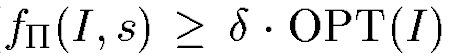 f_Π(I, s) ≥ δ · OPT(I)